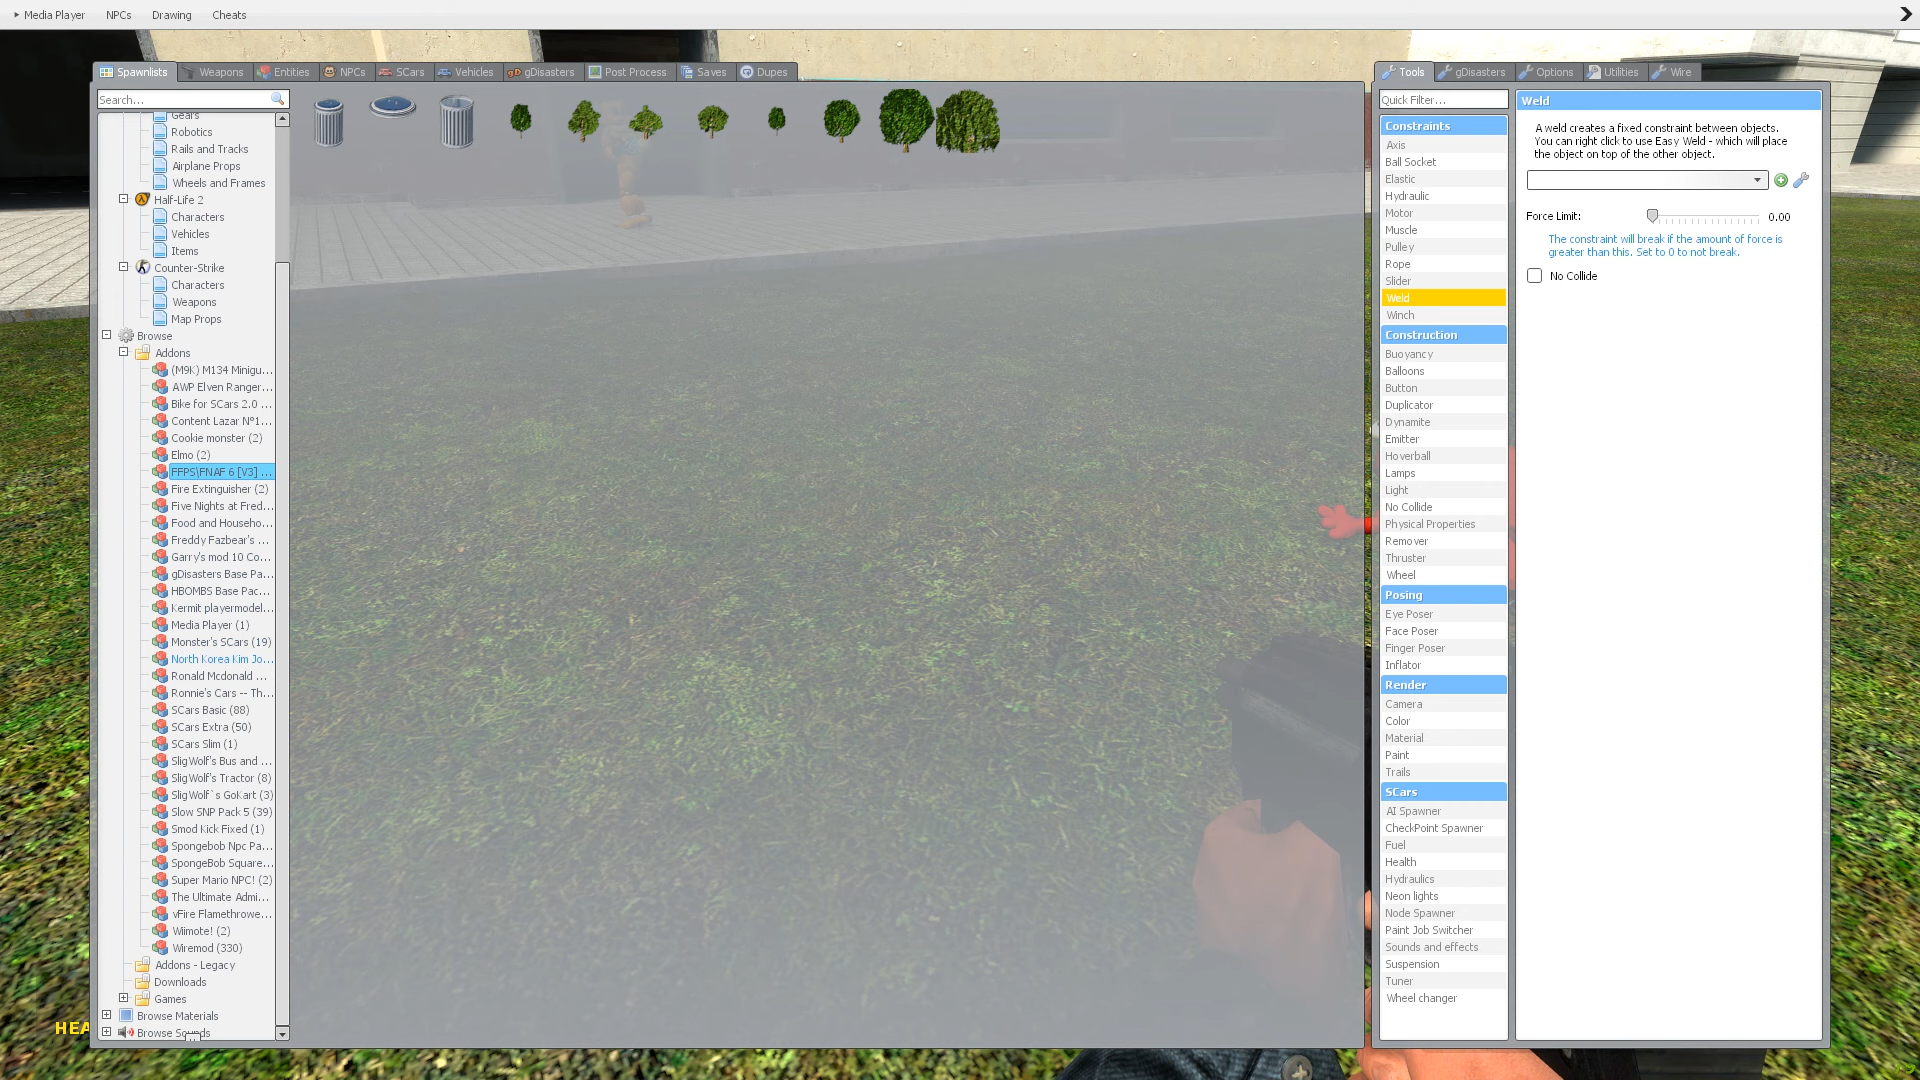 Media Player NPCs Drawing Cheats
Spawnlists Weapons Entities NPCs SCars Vehicles gDisasters Post Process Saves Dupes
Search...
Gears
Robotics
Rails and Tracks
Airplane Props
Wheels and Frames
Half-Life 2
Characters
Vehicles
Items
Counter-Strike
Characters
Weapons
Map Props
Browse
Addons
(M9K) M134 Minigu...
AWP Elven Ranger...
Bike for SCars 2.0 ...
Content Lazar N°1...
Cookie monster (2)
Elmo (2)
FFPS\FNAF 6 [V3] ...
Fire Extinguisher (2)
Five Nights at Fred...
Food and Househo...
Freddy Fazbear's ...
Garry's mod 10 Co...
gDisasters Base Pa...
HBOMBS Base Pac...
Kermit playermodel...
Media Player (1)
Monster's SCars (19)
North Korea Kim Jo...
Ronald Mcdonald ...
Ronnie's Cars -- Th...
SCars Basic (88)
SCars Extra (50)
SCars Slim (1)
SligWolf's Bus and ...
SligWolf's Tractor (8)
SligWolf`s GoKart (3)
Slow SNP Pack 5 (39)
Smod Kick Fixed (1)
Spongebob Npc Pa...
SpongeBob Square...
Super Mario NPC! (2)
The Ultimate Admi...
vFire Flamethrowe...
Wiimote! (2)
Wiremod (330)
Addons - Legacy
Downloads
Games
Browse Materials
Browse Sounds
HEA
Tools gDisasters Options Utilities Wire
Quick Filter...
Constraints
Axis
Ball Socket
Elastic
Hydraulic
Motor
Muscle
Pulley
Rope
Slider
Weld
Winch
Construction
Buoyancy
Balloons
Button
Duplicator
Dynamite
Emitter
Hoverball
Lamps
Light
No Collide
Physical Properties
Remover
Thruster
Wheel
Posing
Eye Poser
Face Poser
Finger Poser
Inflator
Render
Camera
Color
Material
Paint
Trails
SCars
AI Spawner
CheckPoint Spawner
Fuel
Health
Hydraulics
Neon lights
Node Spawner
Paint Job Switcher
Sounds and effects
Suspension
Tuner
Wheel changer
Weld
A weld creates a fixed constraint between objects.
You can right click to use Easy Weld - which will place
the object on top of the other object.
Force Limit: 0.00
The constraint will break if the amount of force is
greater than this. Set to 0 to not break.
No Collide